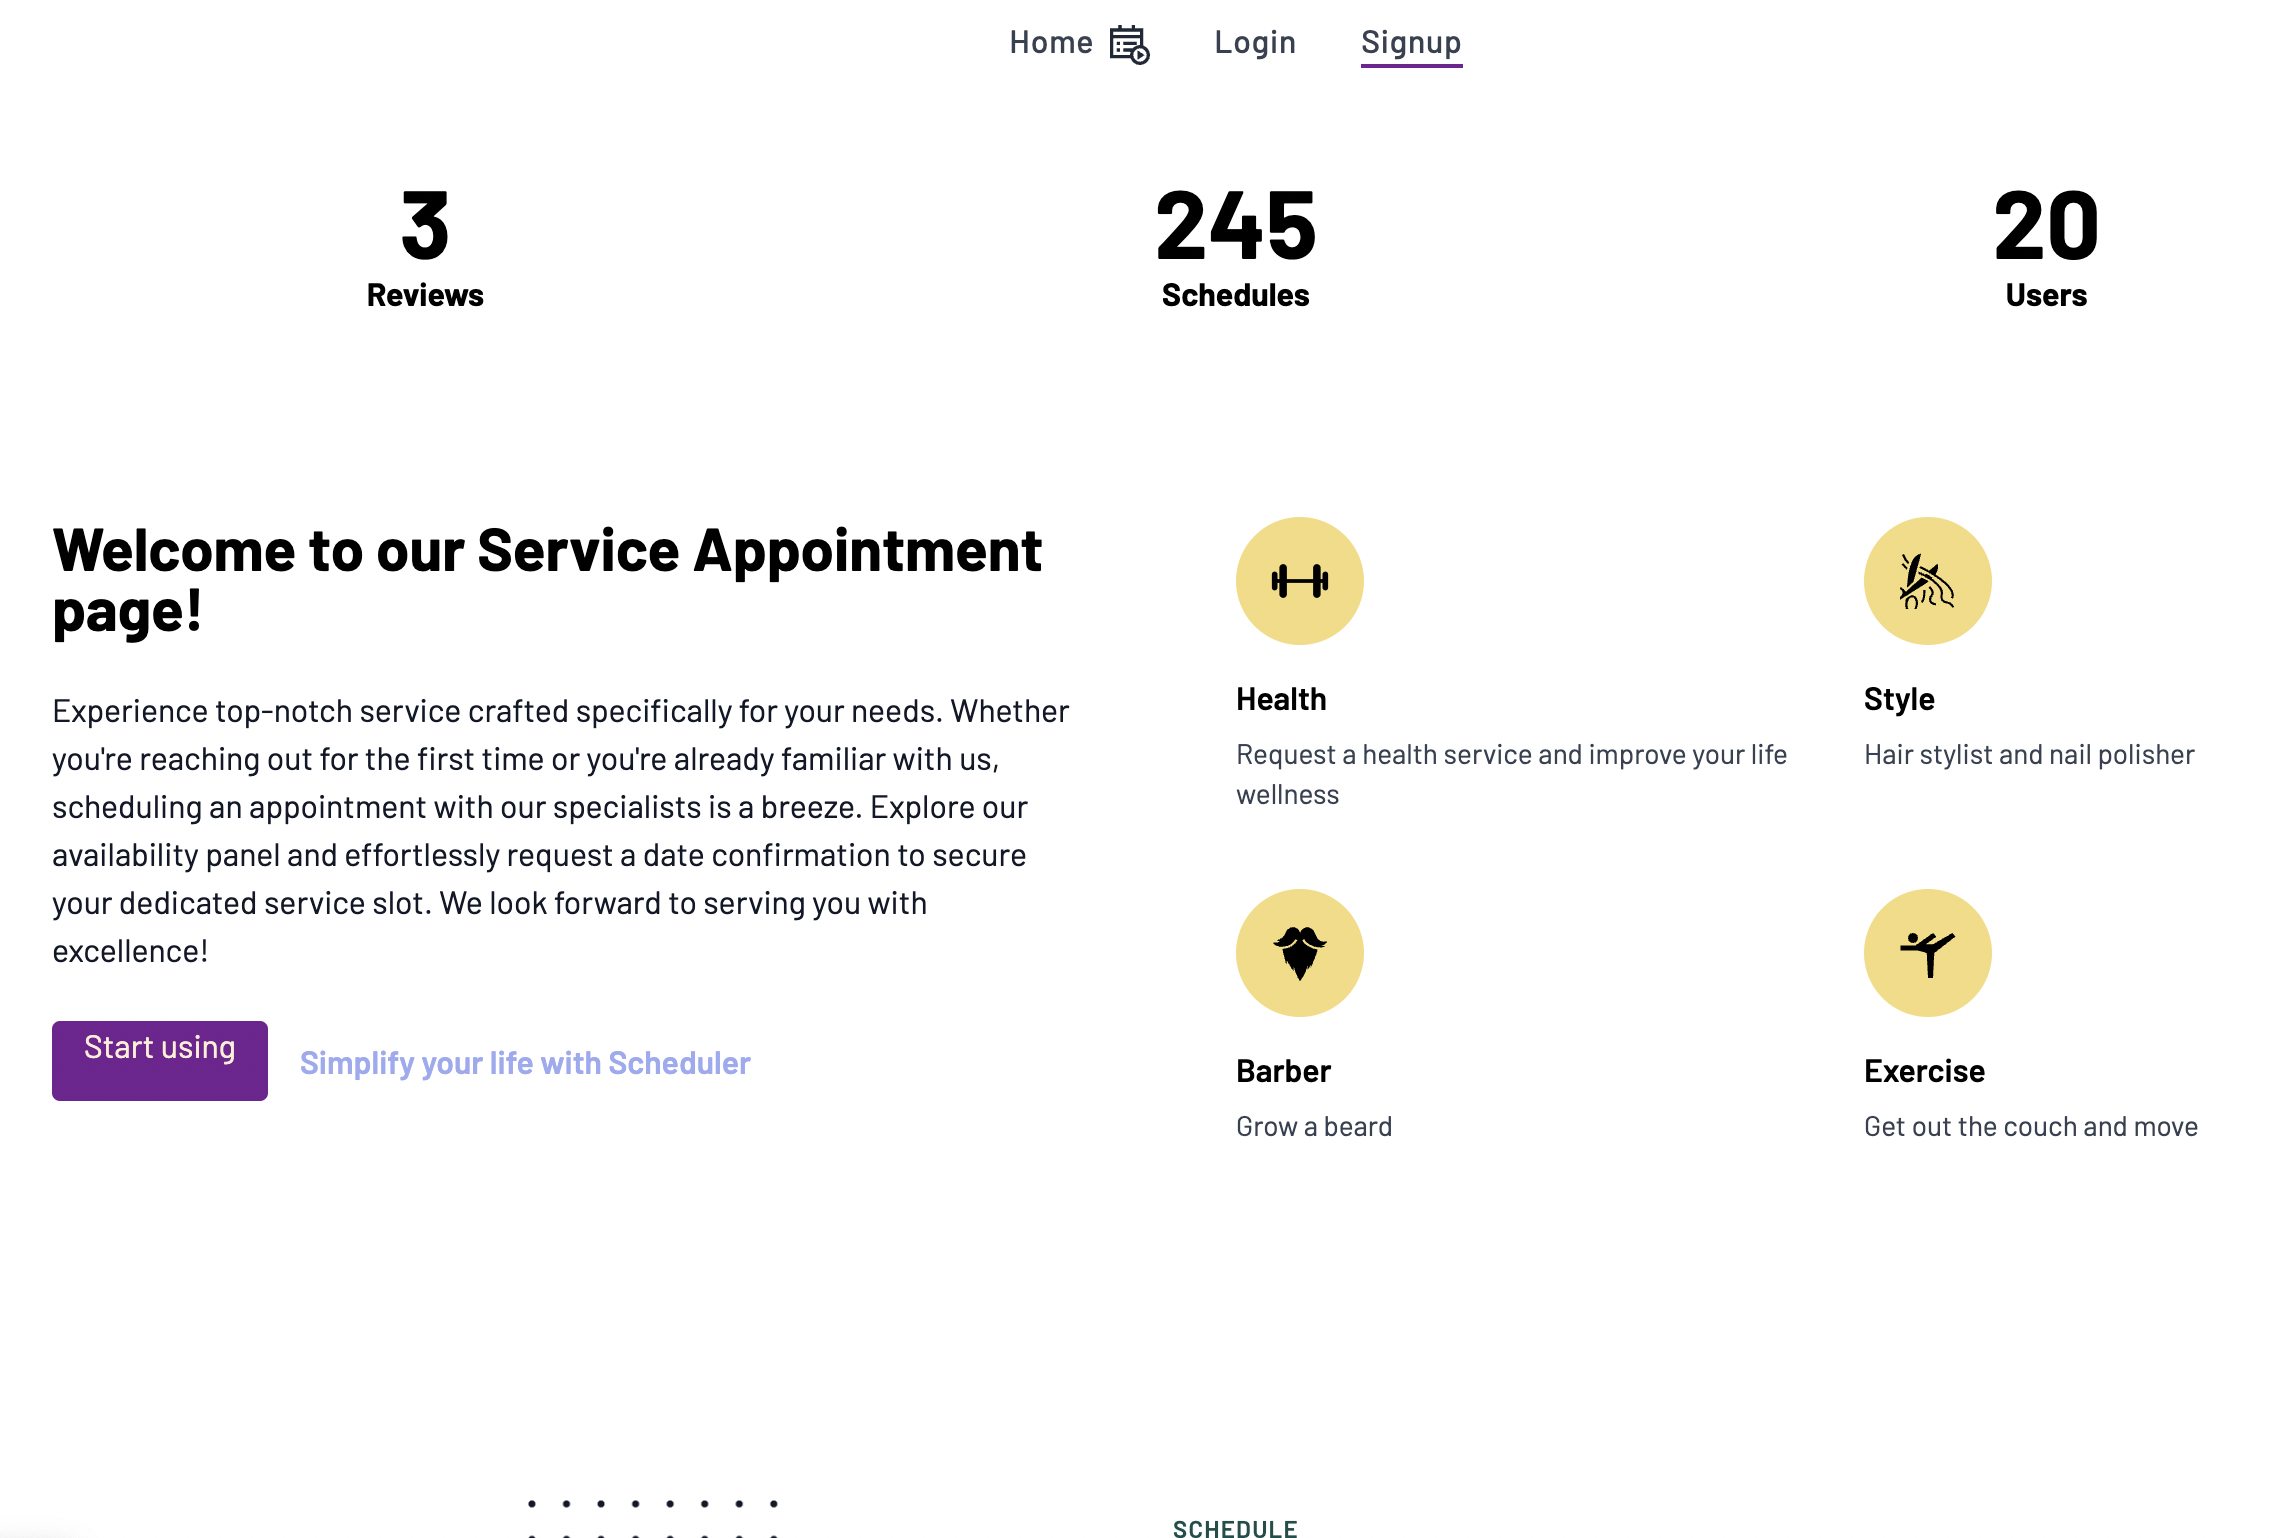 Home
Login
Signup
3
Reviews
245
Schedules
20
Users
Welcome to our Service Appointment
page!
Experience top-notch service crafted specifically for your needs. Whether
you're reaching out for the first time or you're already familiar with us,
scheduling an appointment with our specialists is a breeze. Explore our
availability panel and effortlessly request a date confirmation to secure
your dedicated service slot. We look forward to serving you with
excellence!
Start using
Simplify your life with Scheduler
Health
Request a health service and improve your life
wellness
Style
Hair stylist and nail polisher
Barber
Grow a beard
Exercise
Get out the couch and move
SCHEDULE